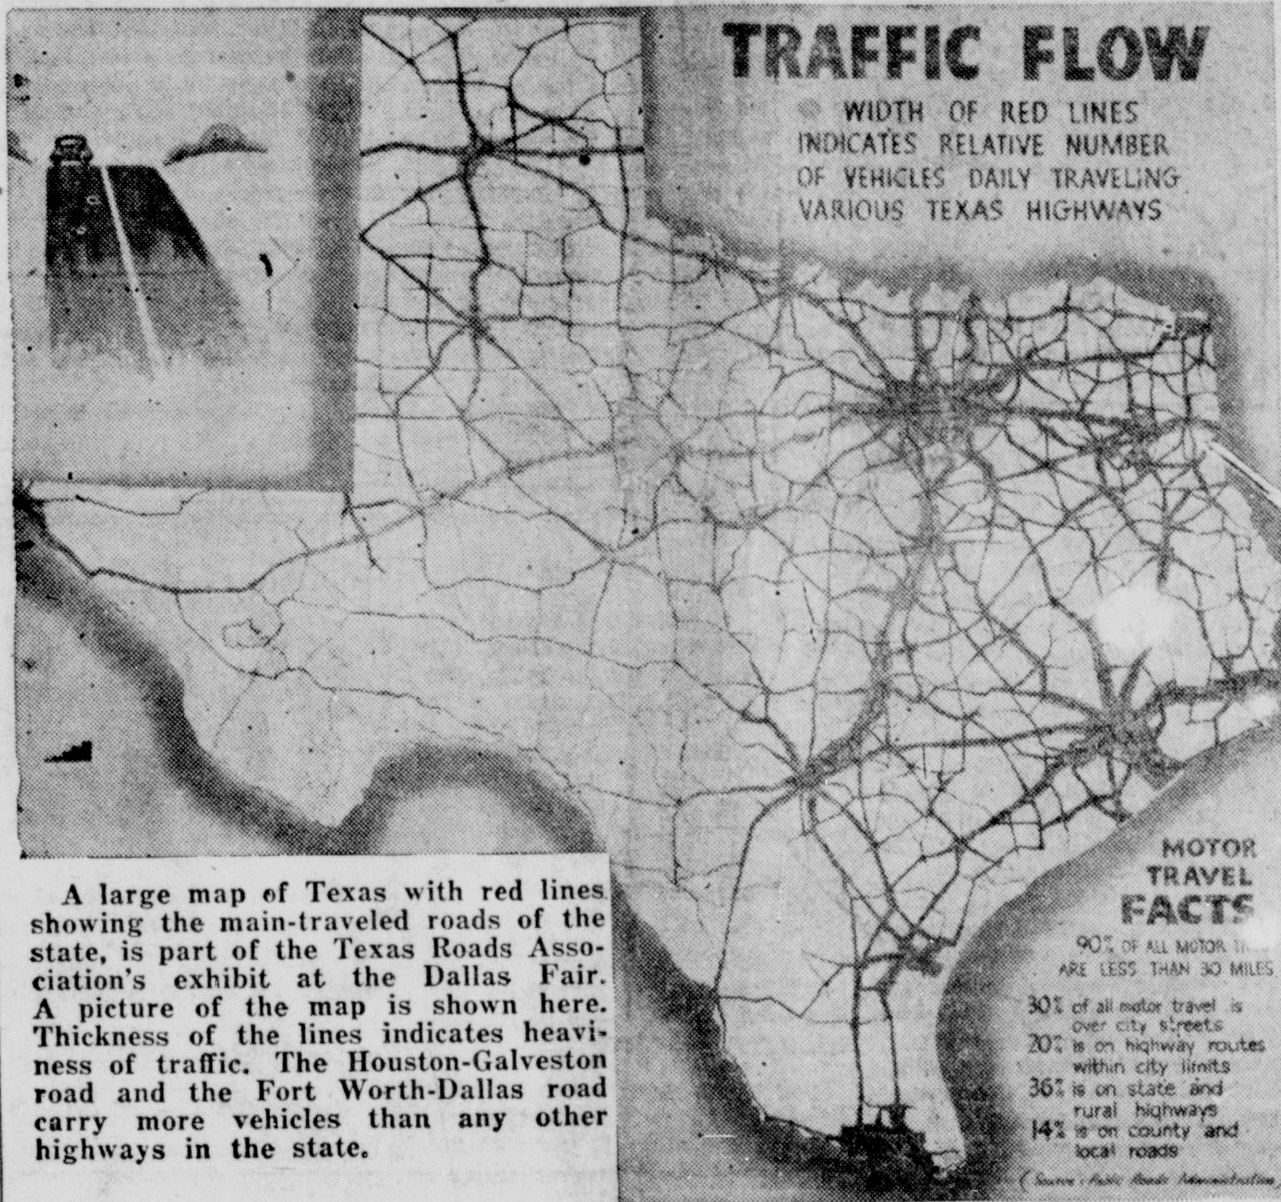 TRAFFIC FLOW
WIDTH OF RED LINES
INDICATES RELATIVE NUMBER
OF VEHICLES DAILY TRAVELING
VARIOUS TEXAS HIGHWAYS
A large map of Texas with red lines
showing the main-traveled roads of the
state, is part of the Texas Roads Asso-
ciation's exhibit at the Dallas Fair.
A picture of the map is shown here.
Thickness of the lines indicates heavi-
ness of traffic. The Houston-Galveston
road and the Fort Worth-Dallas road
carry more vehicles than any other
highways in the state.
MOTOR
TRAVEL
FACTS
90% OF ALL MOTOR
ARE LESS THAN 30 MILES
30% of all motor travel is
over city streets
20% is on highway routes
within city limits
36% is on state and
rural highways
14% is on county and
local roads
(Source: Public Roads Administration)